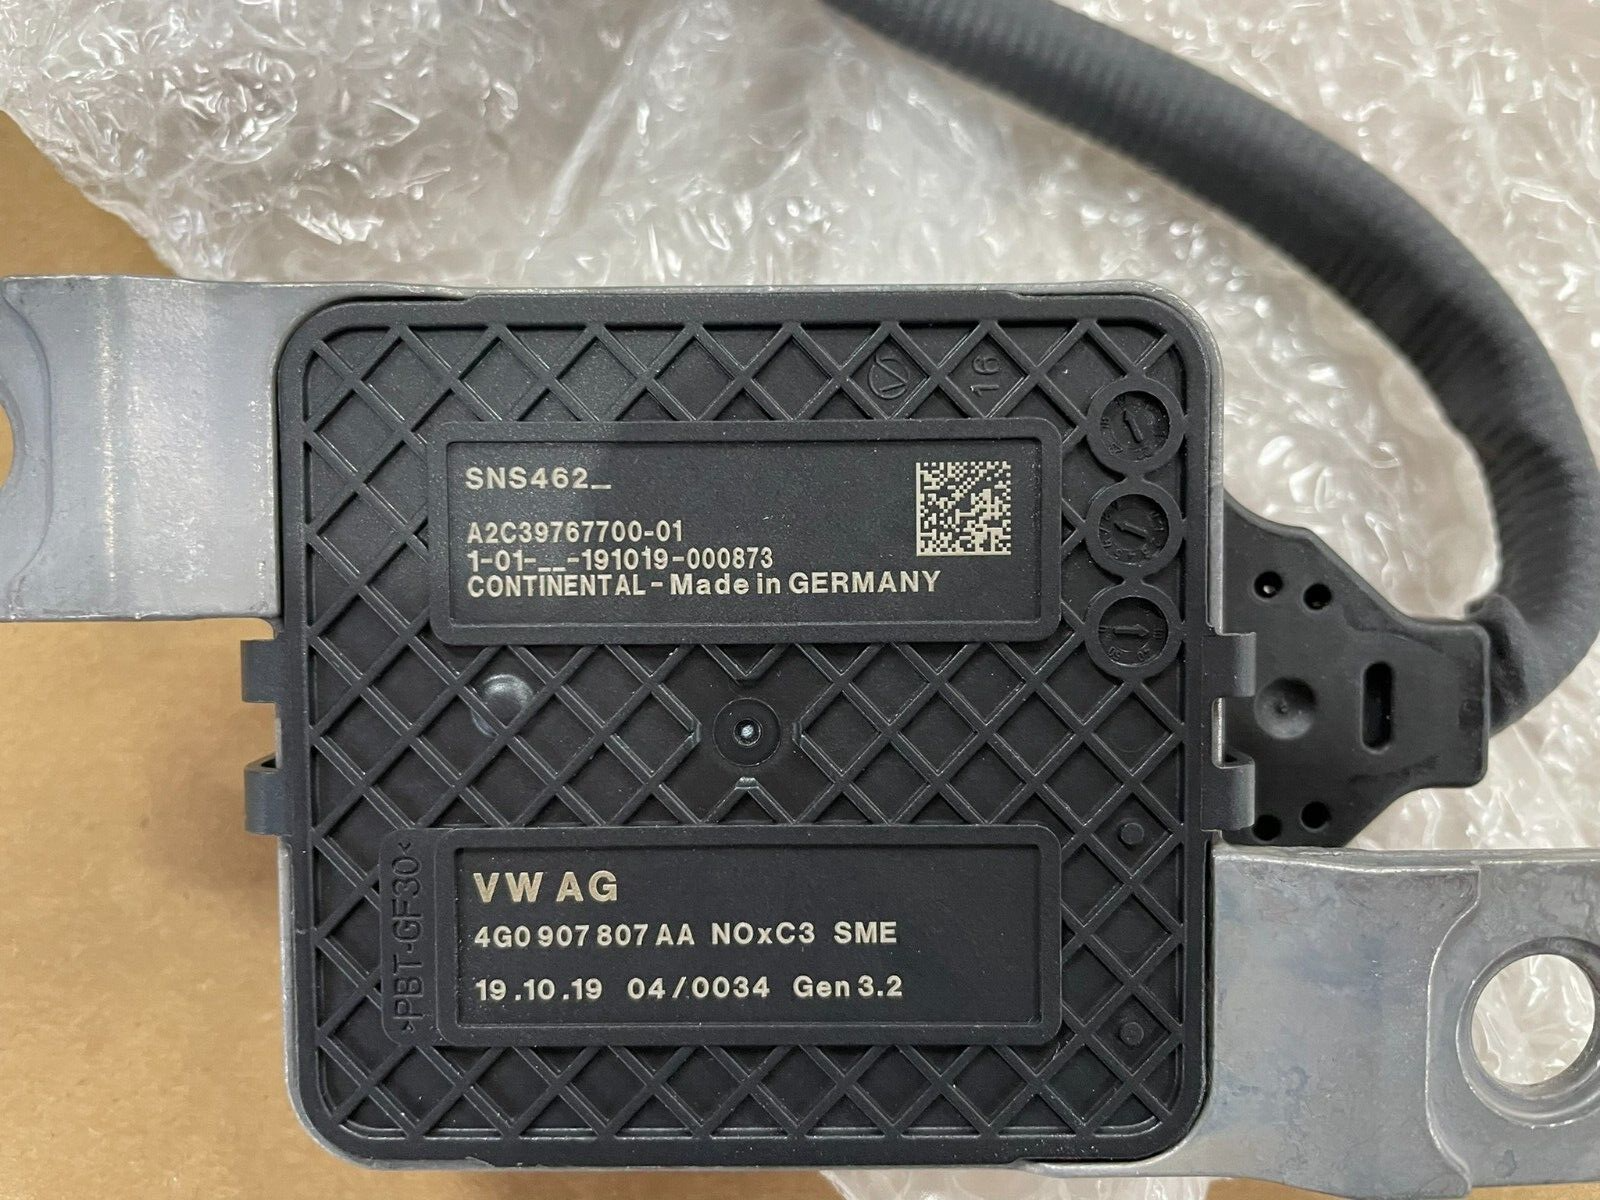 16
SNS462_
A2C39767700-01
1-01-__-191019-000873
CONTINENTAL - Made in GERMANY
>PBT-GF30<
VW AG
4G0 907 807 AA NOxC3 SME
19.10.19 04/0034 Gen 3.2